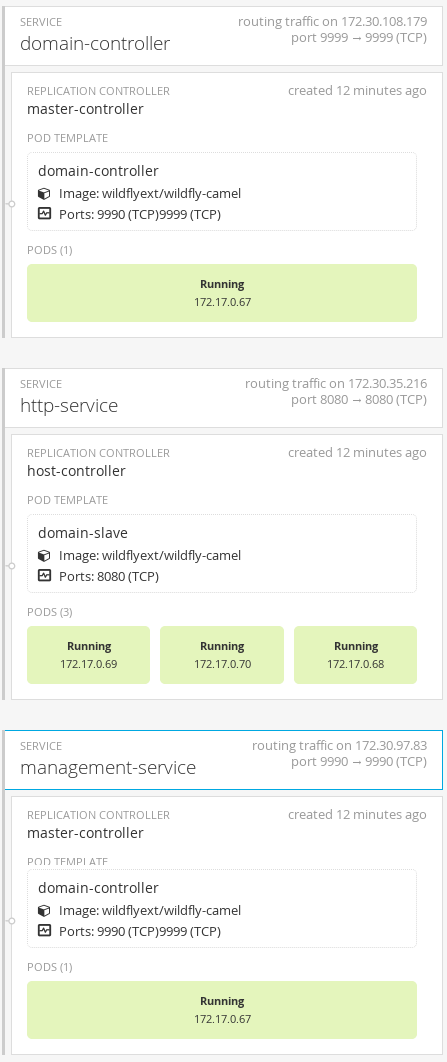 SERVICE
routing traffic on 172.30.108.179
domain-controller
port 9999 → 9999 (TCP)
REPLICATION CONTROLLER
created 12 minutes ago
master-controller
POD TEMPLATE
domain-controller
Image: wildflyext/wildfly-camel
Ports: 9990 (TCP)9999 (TCP)
PODS (1)
Running
172.17.0.67
SERVICE
routing traffic on 172.30.35.216
http-service
port 8080 → 8080 (TCP)
REPLICATION CONTROLLER
created 12 minutes ago
host-controller
POD TEMPLATE
domain-slave
Image: wildflyext/wildfly-camel
Ports: 8080 (TCP)
PODS (3)
Running Running Running
172.17.0.69 172.17.0.70 172.17.0.68
SERVICE
routing traffic on 172.30.97.83
management-service
port 9990 → 9990 (TCP)
REPLICATION CONTROLLER
created 12 minutes ago
master-controller
POD TEMPLATE
domain-controller
Image: wildflyext/wildfly-camel
Ports: 9990 (TCP)9999 (TCP)
PODS (1)
Running
172.17.0.67